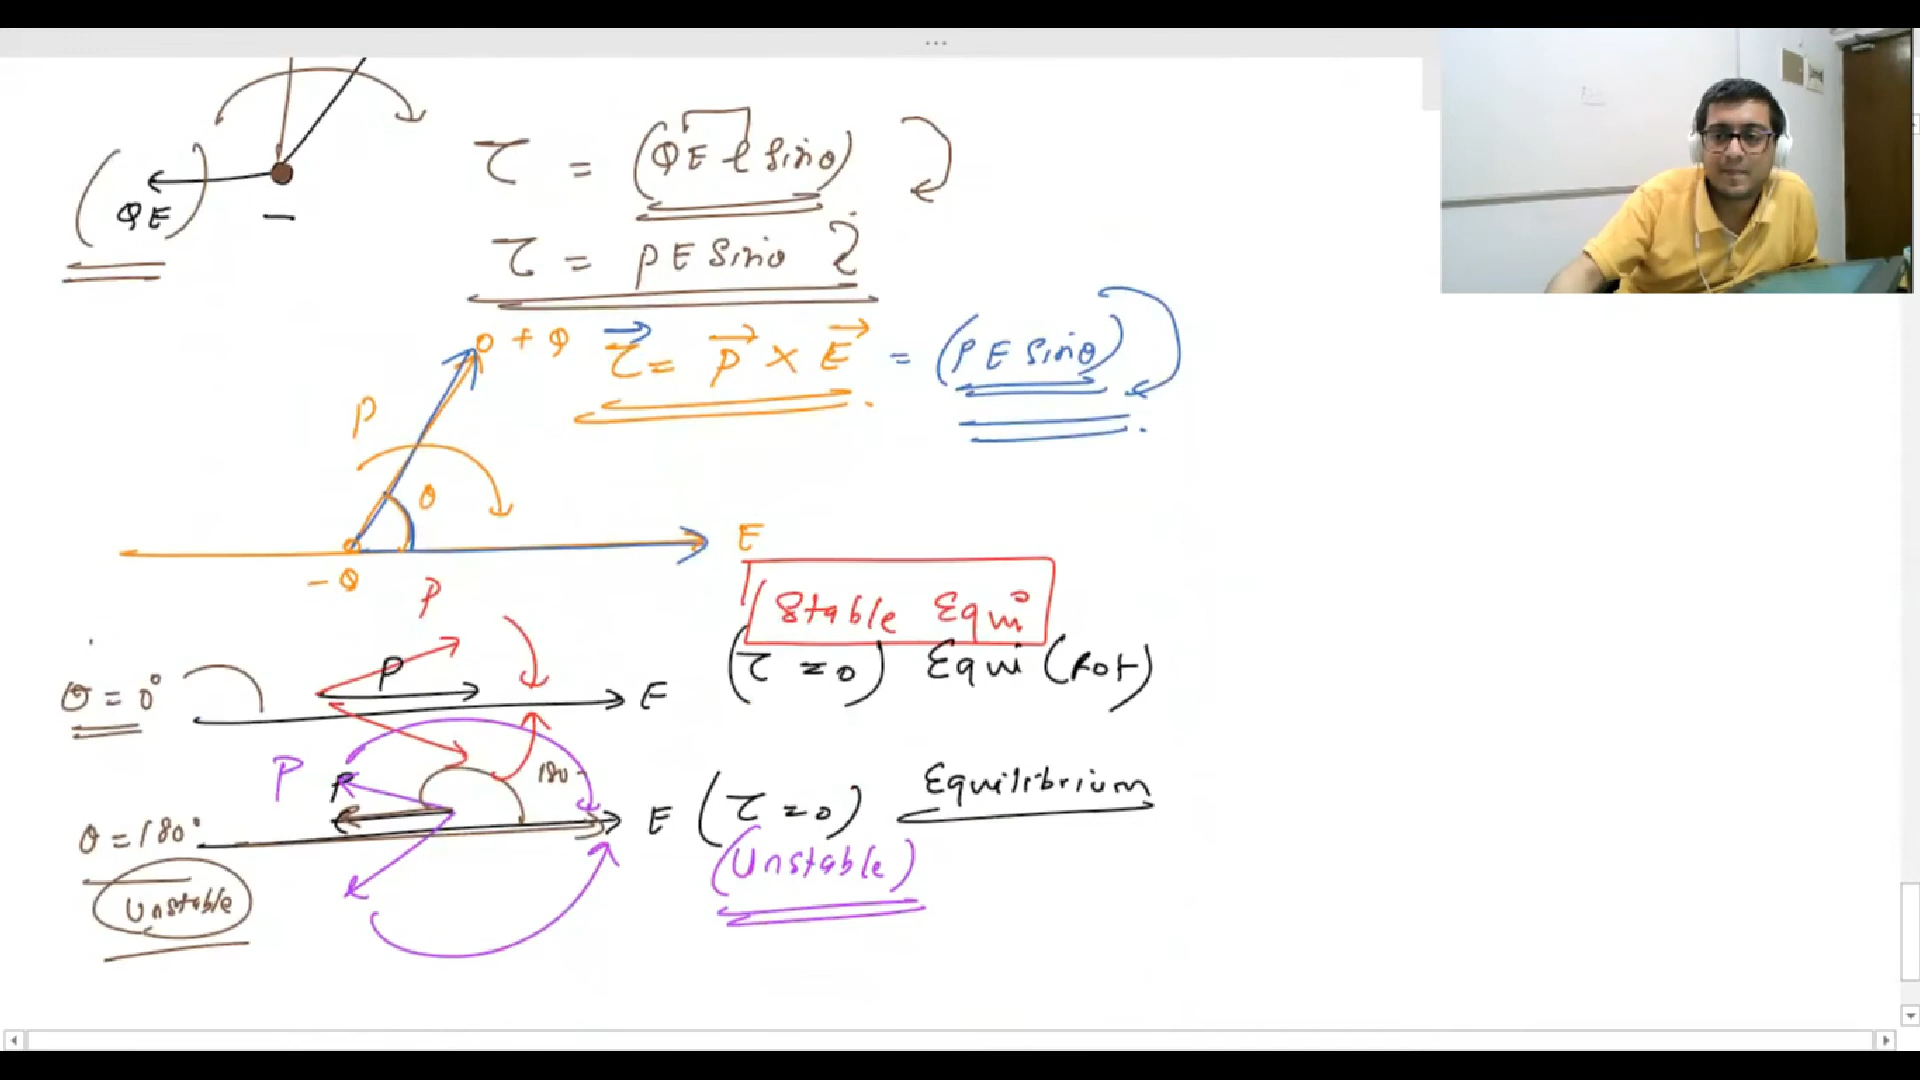 (QE)
−
τ = (QE l sinθ)
τ = PE sinθ
+ Q
τ⃗ = P⃗ × E⃗ = (PE sinθ)
P
θ
E
− Q
P
Stable Equi
θ = 0°
P
E
(τ = 0) Equi (Rot)
P
P
180
θ = 180°
E (τ = 0) Equilibrium
(Unstable)
Unstable